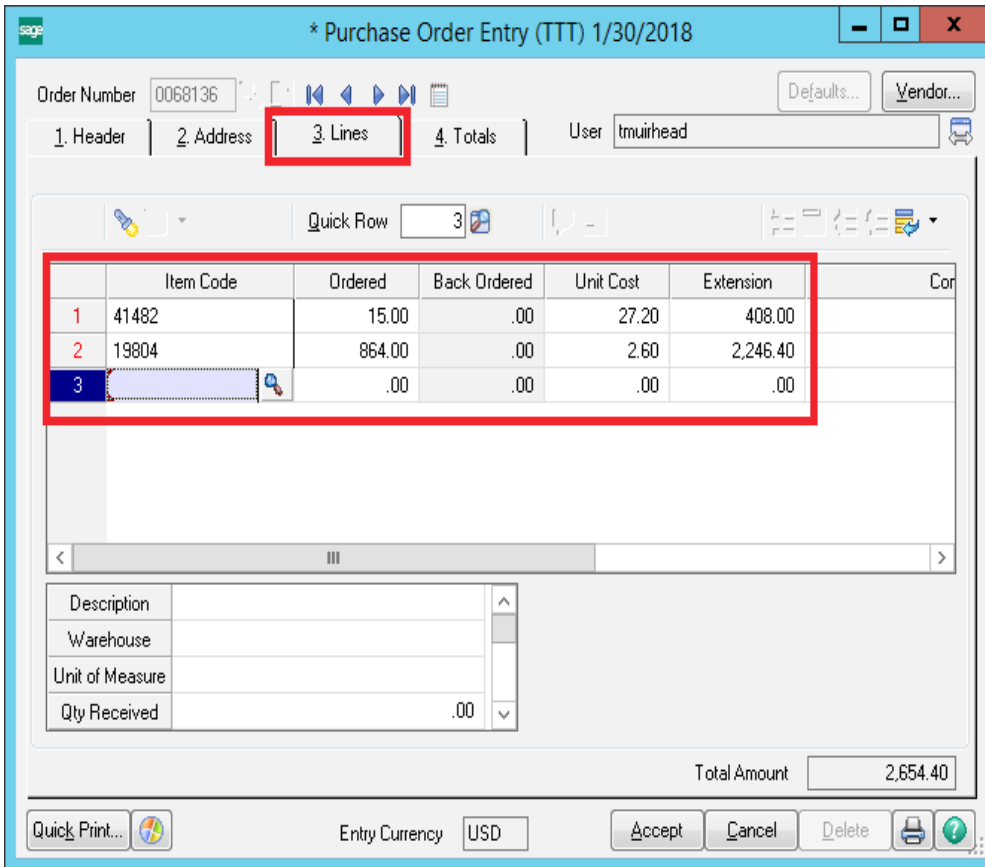 sage
* Purchase Order Entry (TTT) 1/30/2018
x
Order Number 0068136 Defaults... Vendor...
1. Header 2. Address 3. Lines 4. Totals User tmuirhead
Quick Row 3
Item Code Ordered Back Ordered Unit Cost Extension Cor
1 41482 15.00 .00 27.20 408.00
2 19804 864.00 .00 2.60 2,246.40
3 .00 .00 .00 .00
Description
Warehouse
Unit of Measure
Qty Received .00
Total Amount 2,654.40
Quick Print... Entry Currency USD Accept Cancel Delete ?